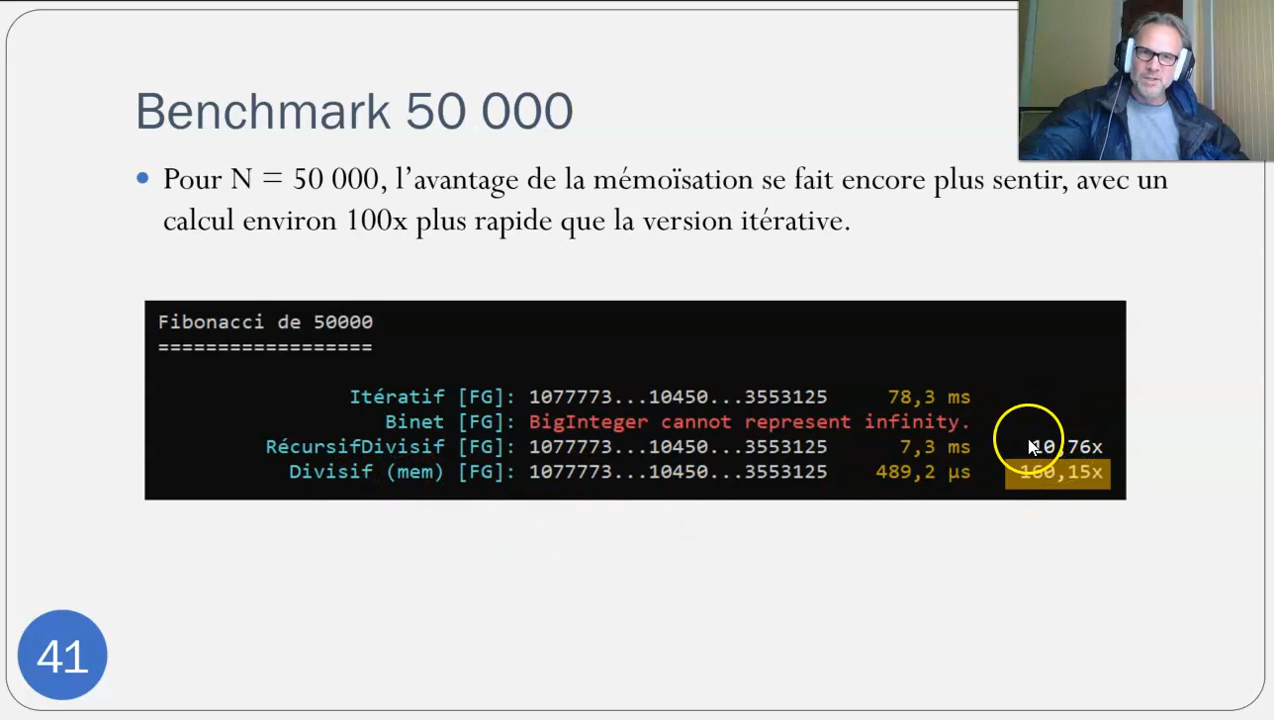 Benchmark 50 000
Pour N = 50 000, l’avantage de la mémoïsation se fait encore plus sentir, avec un
calcul environ 100x plus rapide que la version itérative.
Fibonacci de 50000
==================
Itératif [FG]: 1077773...10450...3553125 78,3 ms
Binet [FG]: BigInteger cannot represent infinity.
RécursifDivisif [FG]: 1077773...10450...3553125 7,3 ms 10,76x
Divisif (mem) [FG]: 1077773...10450...3553125 489,2 µs 160,15x
41